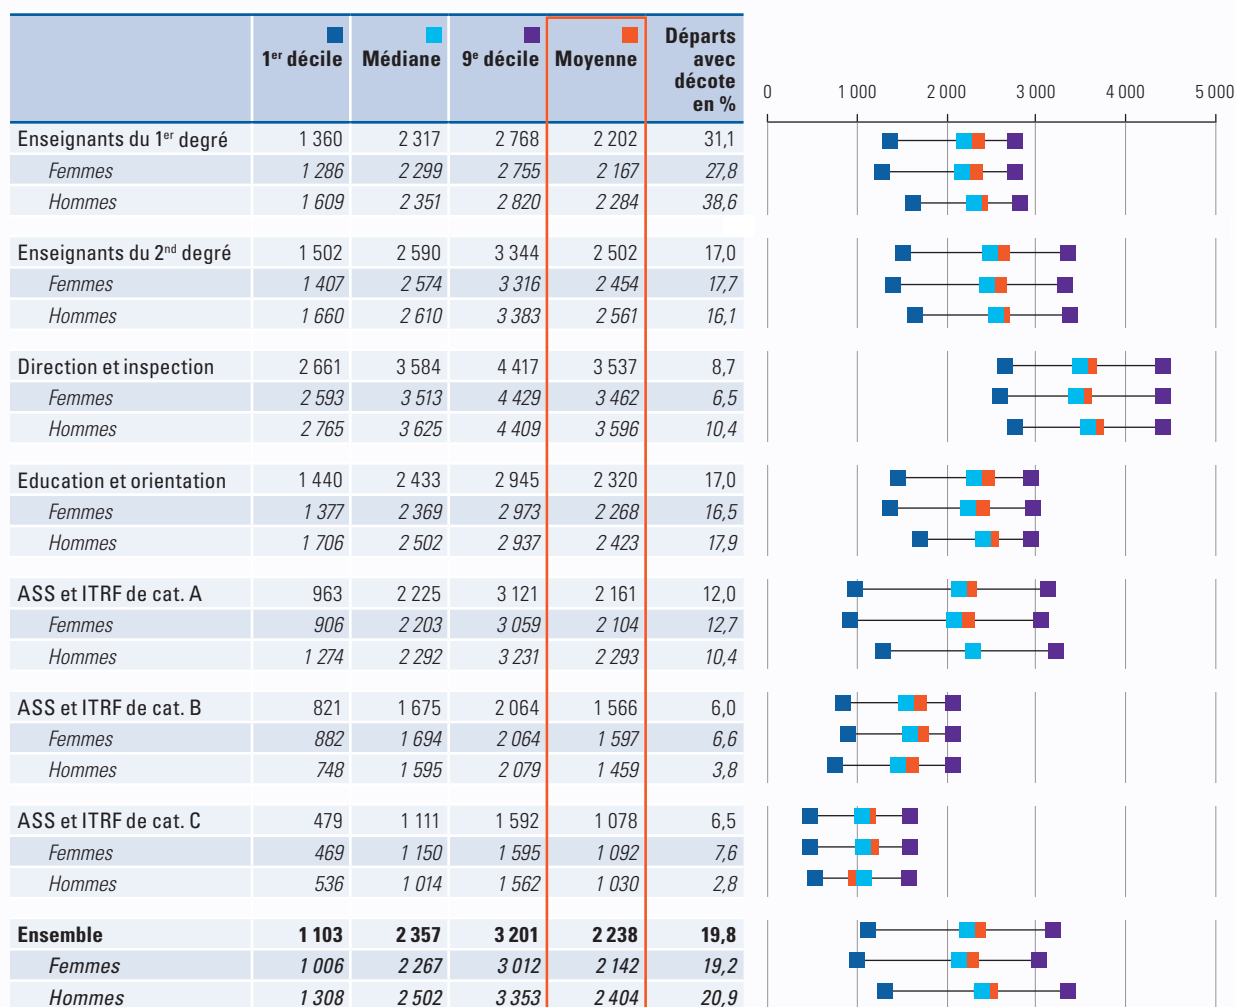 1er décile Médiane 9e décile Moyenne Départs avec décote en %
0 1 000 2 000 3 000 4 000 5 000
Enseignants du 1er degré 1 360 2 317 2 768 2 202 31,1
Femmes 1 286 2 299 2 755 2 167 27,8
Hommes 1 609 2 351 2 820 2 284 38,6
Enseignants du 2nd degré 1 502 2 590 3 344 2 502 17,0
Femmes 1 407 2 574 3 316 2 454 17,7
Hommes 1 660 2 610 3 383 2 561 16,1
Direction et inspection 2 661 3 584 4 417 3 537 8,7
Femmes 2 593 3 513 4 429 3 462 6,5
Hommes 2 765 3 625 4 409 3 596 10,4
Education et orientation 1 440 2 433 2 945 2 320 17,0
Femmes 1 377 2 369 2 973 2 268 16,5
Hommes 1 706 2 502 2 937 2 423 17,9
ASS et ITRF de cat. A 963 2 225 3 121 2 161 12,0
Femmes 906 2 203 3 059 2 104 12,7
Hommes 1 274 2 292 3 231 2 293 10,4
ASS et ITRF de cat. B 821 1 675 2 064 1 566 6,0
Femmes 882 1 694 2 064 1 597 6,6
Hommes 748 1 595 2 079 1 459 3,8
ASS et ITRF de cat. C 479 1 111 1 592 1 078 6,5
Femmes 469 1 150 1 595 1 092 7,6
Hommes 536 1 014 1 562 1 030 2,8
Ensemble 1 103 2 357 3 201 2 238 19,8
Femmes 1 006 2 267 3 012 2 142 19,2
Hommes 1 308 2 502 3 353 2 404 20,9